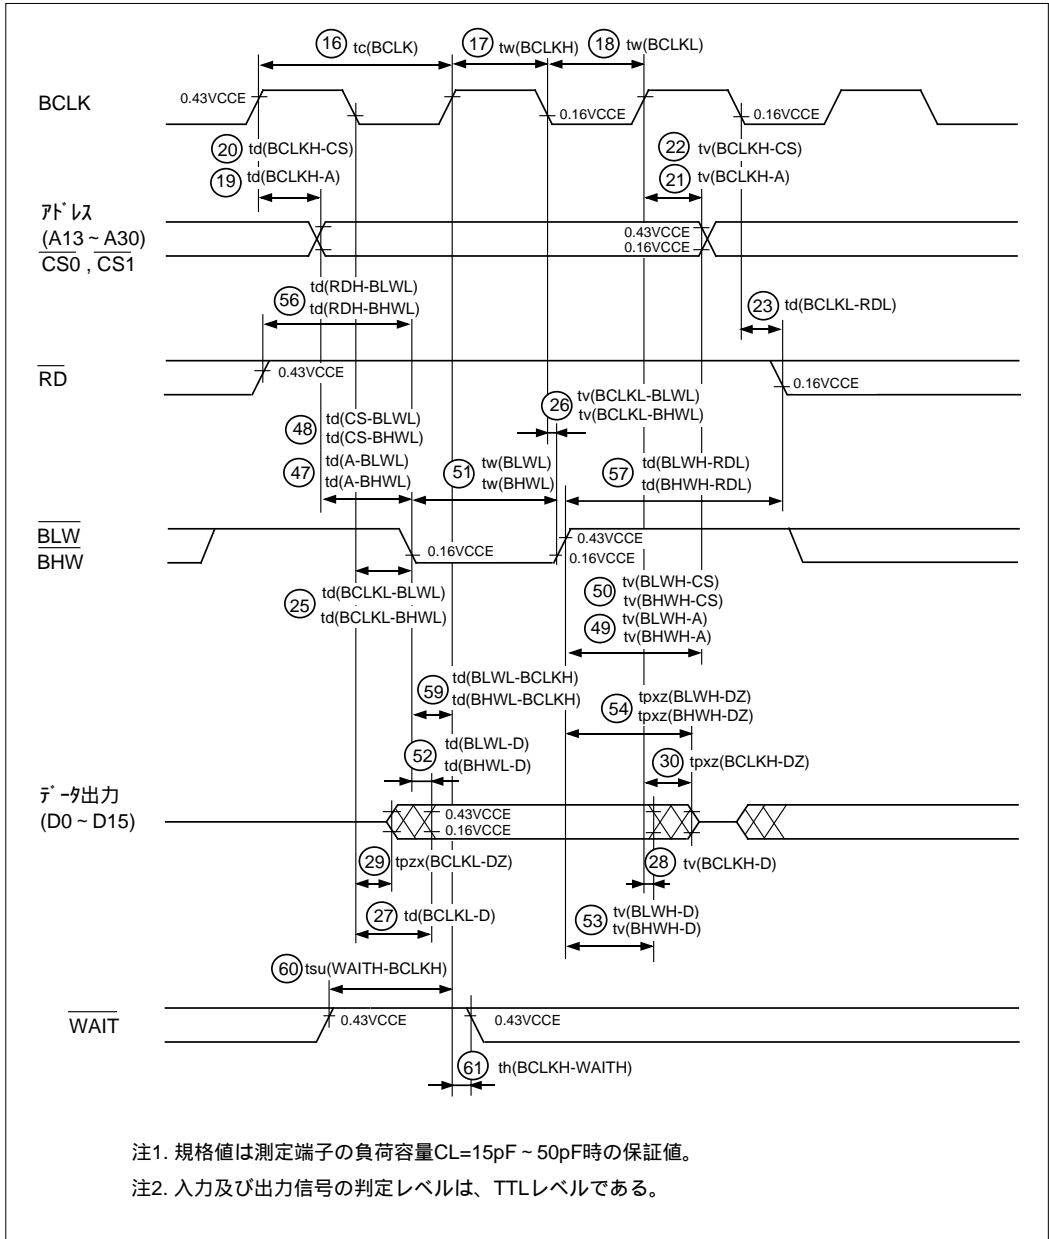 16 tc(BCLK)
17 tw(BCLKH)
18 tw(BCLKL)
BCLK
0.43VCCE
0.16VCCE
0.16VCCE
20 td(BCLKH-CS)
19 td(BCLKH-A)
22 tv(BCLKH-CS)
21 tv(BCLKH-A)
アドレス
(A13 ~ A30)
CS0 , CS1
0.43VCCE
0.16VCCE
56 td(RDH-BLWL)
td(RDH-BHWL)
23 td(BCLKL-RDL)
RD
0.43VCCE
0.16VCCE
26 tv(BCLKL-BLWL)
tv(BCLKL-BHWL)
48 td(CS-BLWL)
td(CS-BHWL)
47 td(A-BLWL)
td(A-BHWL)
51 tw(BLWL)
tw(BHWL)
57 td(BLWH-RDL)
td(BHWH-RDL)
BLW
BHW
0.16VCCE
0.43VCCE
0.16VCCE
25 td(BCLKL-BLWL)
td(BCLKL-BHWL)
50 tv(BLWH-CS)
tv(BHWH-CS)
49 tv(BLWH-A)
tv(BHWH-A)
59 td(BLWL-BCLKH)
td(BHWL-BCLKH)
54 tpxz(BLWH-DZ)
tpxz(BHWH-DZ)
52 td(BLWL-D)
td(BHWL-D)
30 tpxz(BCLKH-DZ)
データ出力
(D0 ~ D15)
0.43VCCE
0.16VCCE
29 tpzx(BCLKL-DZ)
28 tv(BCLKH-D)
27 td(BCLKL-D)
53 tv(BLWH-D)
tv(BHWH-D)
60 tsu(WAITH-BCLKH)
WAIT
0.43VCCE
0.43VCCE
61 th(BCLKH-WAITH)
注1. 規格値は測定端子の負荷容量CL=15pF ~ 50pF時の保証値。
注2. 入力及び出力信号の判定レベルは、TTLレベルである。